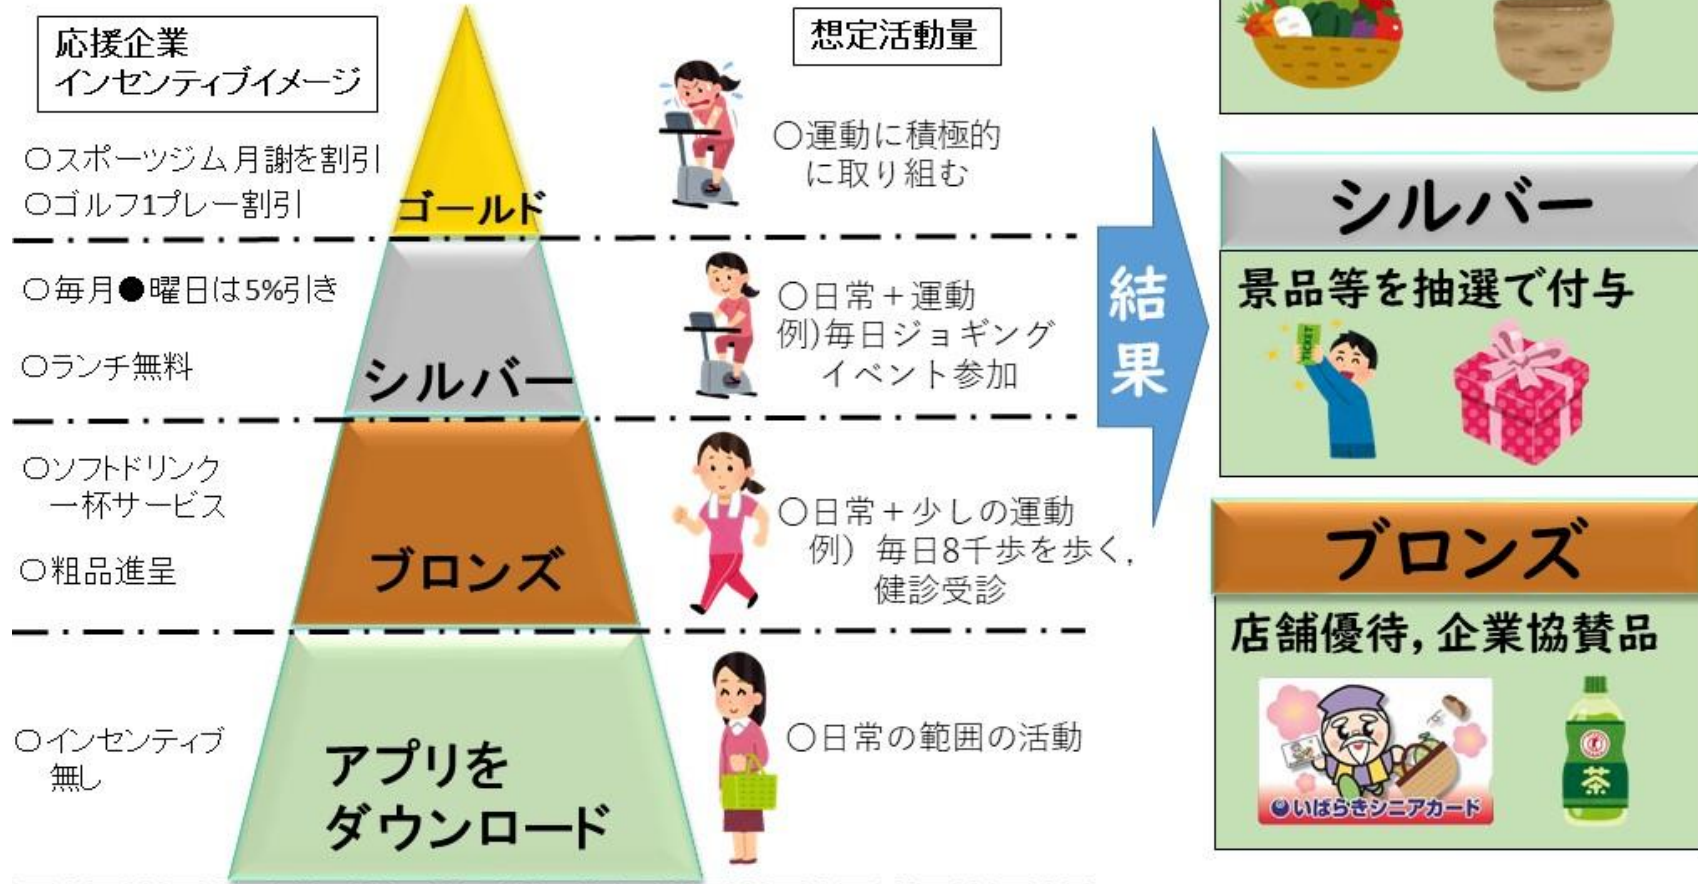 応援企業
インセンティブイメージ
想定活動量
○スポーツジム月謝を割引
○ゴルフ1プレー割引
ゴールド
○運動に積極的
に取り組む
○毎月●曜日は5%引き
○ランチ無料
シルバー
○日常+運動
例)毎日ジョギング
イベント参加
○ソフトドリンク
一杯サービス
○粗品進呈
ブロンズ
○日常+少しの運動
例) 毎日8千歩を歩く,
健診受診
○インセンティブ
無し
アプリを
ダウンロード
○日常の範囲の活動
結果
シルバー
景品等を抽選で付与
TICKET
ブロンズ
店舗優待,企業協賛品
いばらきシニアカード
茶